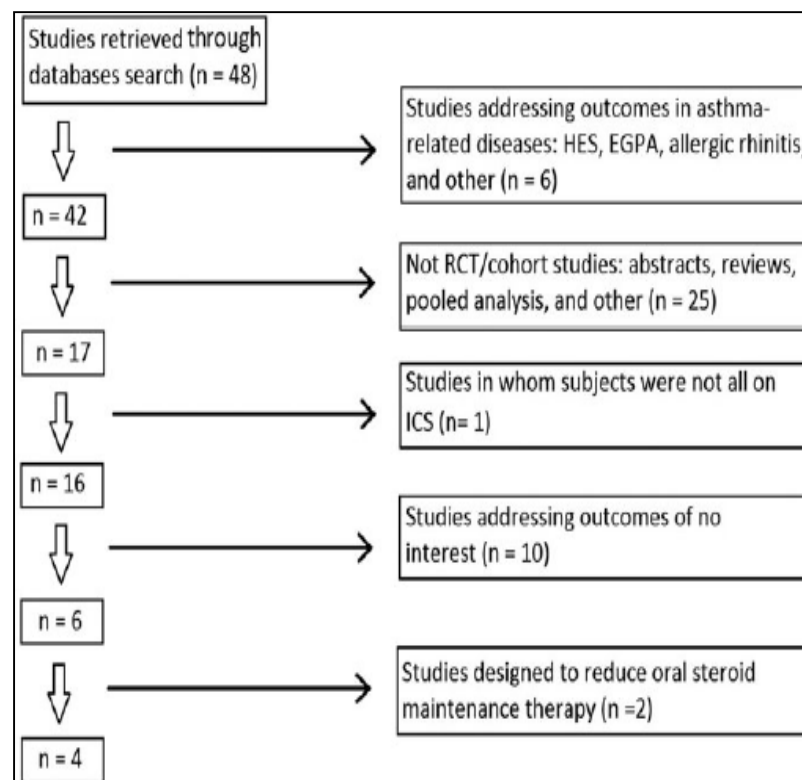 Studies retrieved through
databases search (n = 48)
Studies addressing outcomes in asthma-
related diseases: HES, EGPA, allergic rhinitis,
and other (n = 6)
n = 42
Not RCT/cohort studies: abstracts, reviews,
pooled analysis, and other (n = 25)
n = 17
Studies in whom subjects were not all on
ICS (n= 1)
n = 16
Studies addressing outcomes of no
interest (n = 10)
n = 6
Studies designed to reduce oral steroid
maintenance therapy (n =2)
n = 4